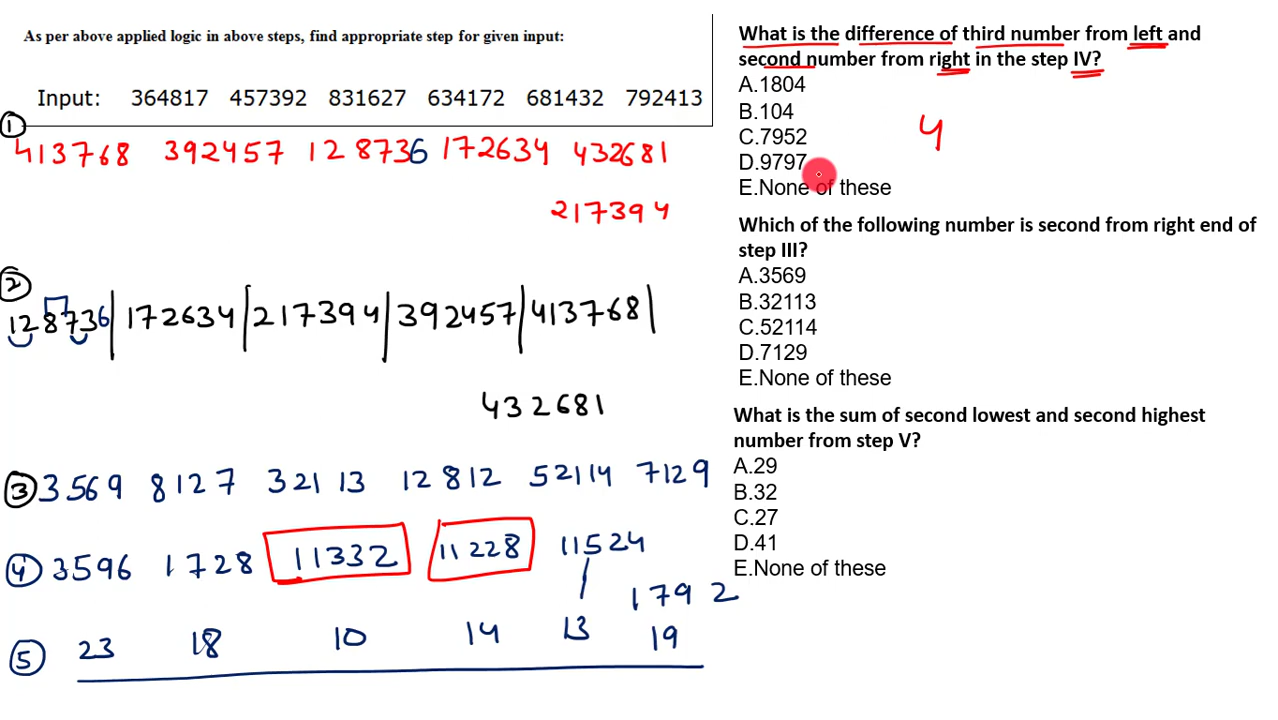 As per above applied logic in above steps, find appropriate step for given input:
Input: 364817 457392 831627 634172 681432 792413
1
413768 392457 128736 172634 432681
217394
2
128736 | 172634 | 217394 | 392457 | 413768 |
432681
3 3569 8127 32113 12812 52114 7129
4 3596 1728 11332 11228 11524
1792
5 23 18 10 14 13 19
What is the difference of third number from left and
second number from right in the step IV?
A.1804
B.104
C.7952
D.9797
E.None of these
4
Which of the following number is second from right end of
step III?
A.3569
B.32113
C.52114
D.7129
E.None of these
What is the sum of second lowest and second highest
number from step V?
A.29
B.32
C.27
D.41
E.None of these